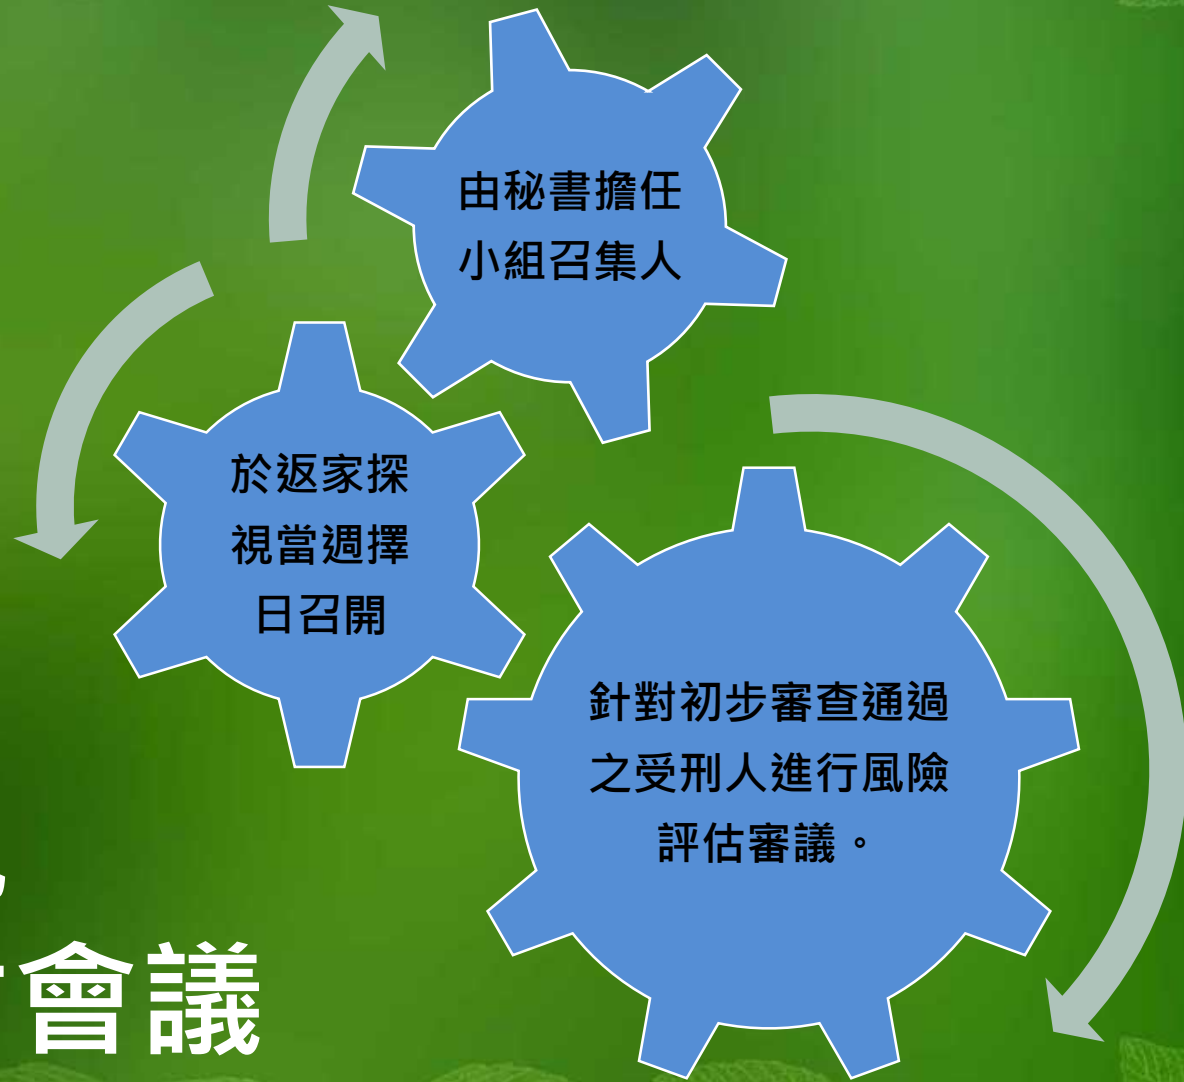 由秘書擔任
小組召集人
於返家探
視當週擇
日召開
針對初步審查通過
之受刑人進行風險
評估審議。
會議